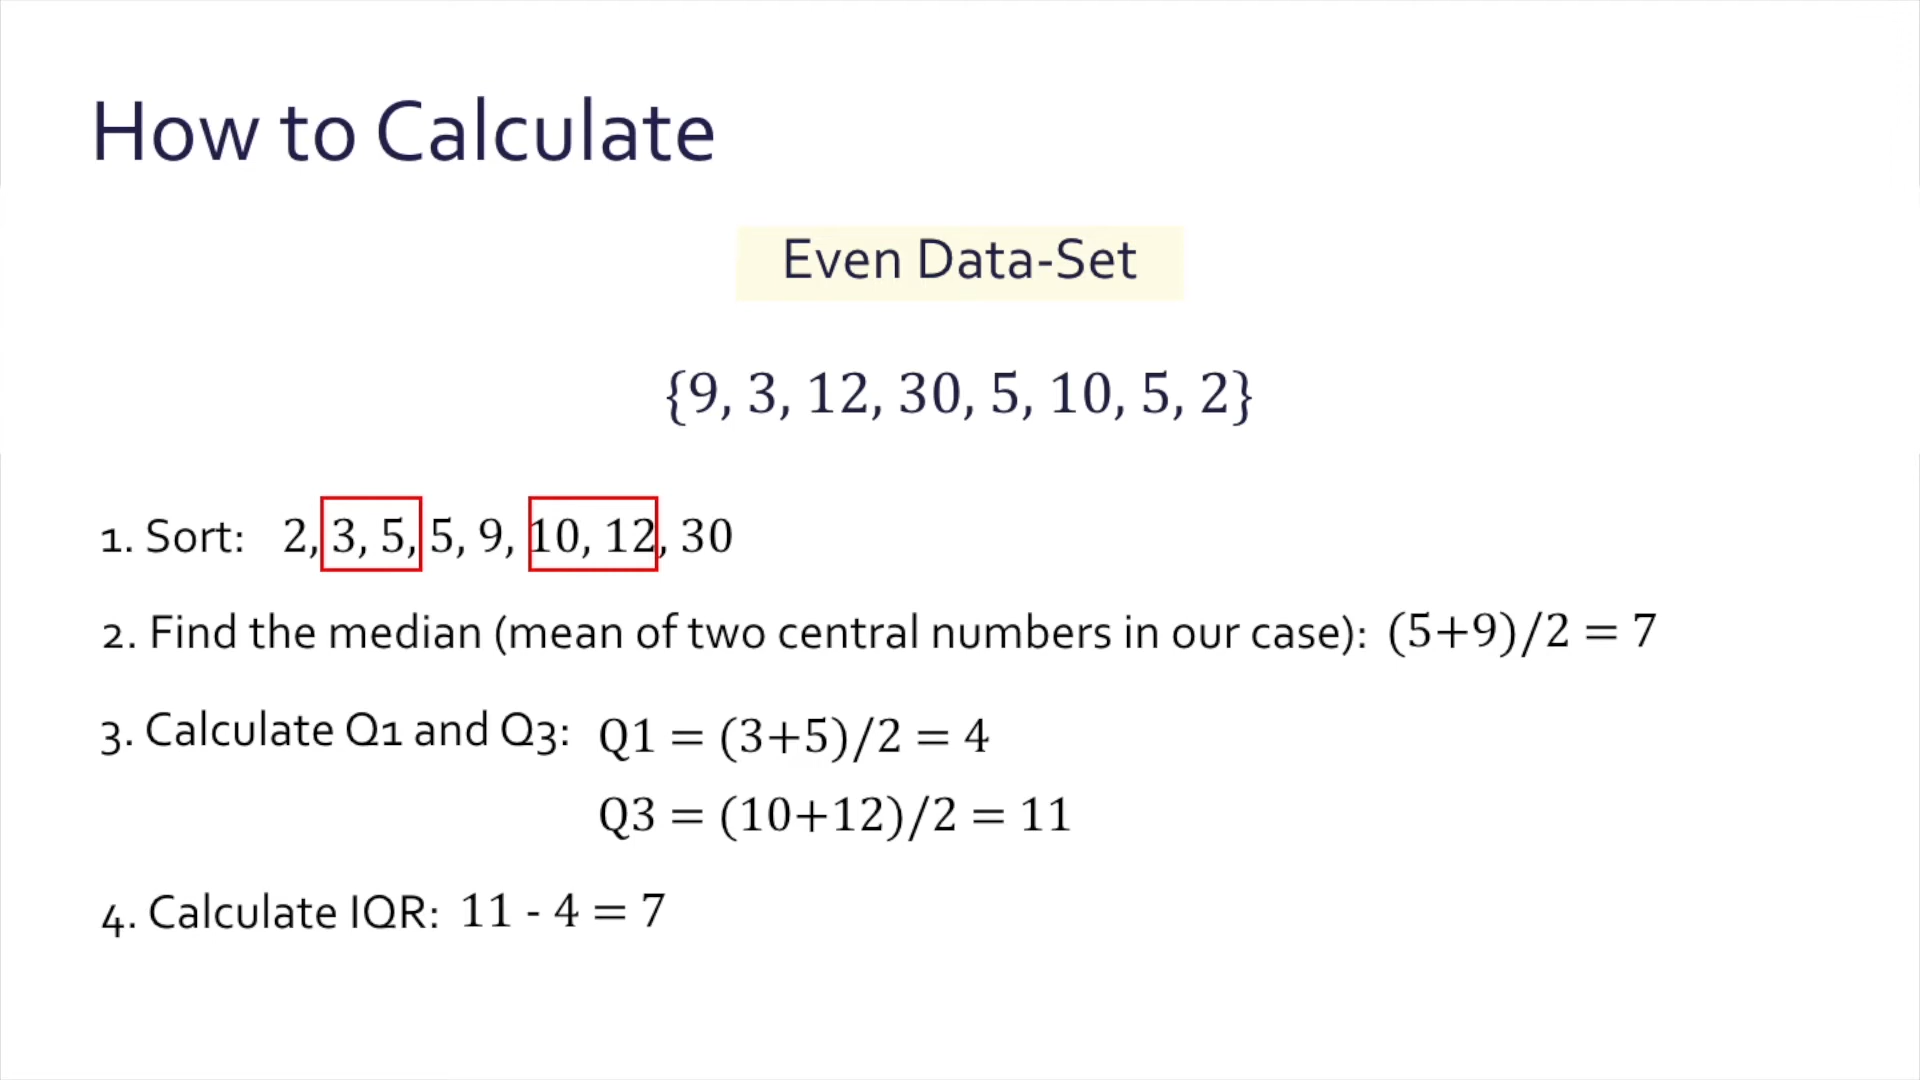 How to Calculate
Even Data-Set
{9, 3, 12, 30, 5, 10, 5, 2}
1. Sort: 2, 3, 5, 5, 9, 10, 12, 30
2. Find the median (mean of two central numbers in our case): (5+9)/2 = 7
3. Calculate Q1 and Q3: Q1 = (3+5)/2 = 4
Q3 = (10+12)/2 = 11
4. Calculate IQR: 11 - 4 = 7